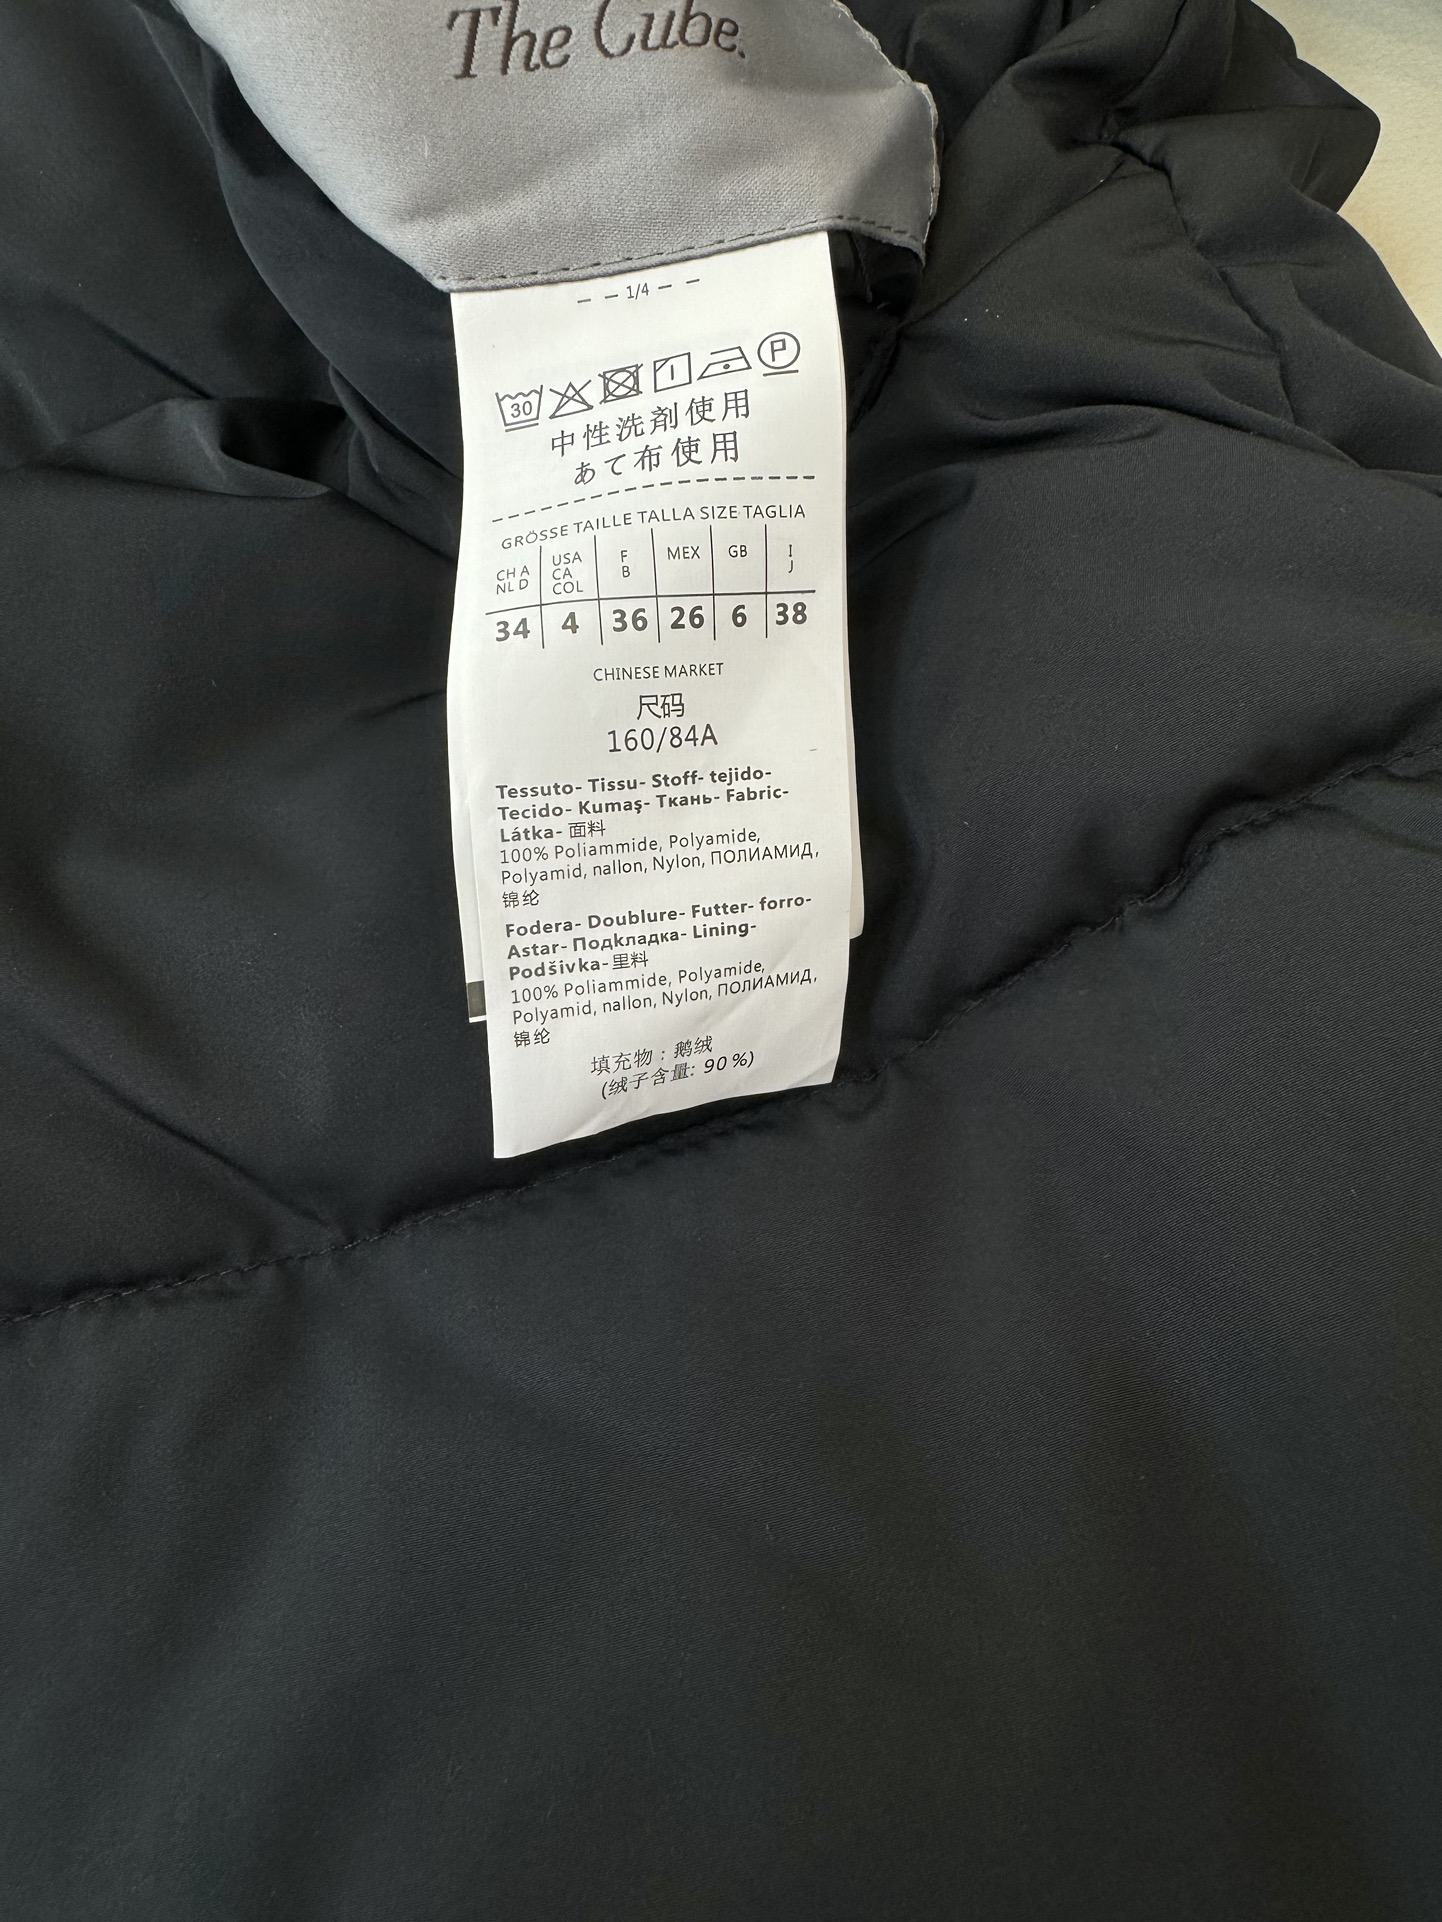 The Cube.
- - 1/4 - -
30 P
中性洗剤使用
あて布使用
GRÖSSE TAILLE TALLA SIZE TAGLIA
CH A NL D USA CA COL F B MEX GB I J
34 4 36 26 6 38
CHINESE MARKET
尺码
160/84A
Tessuto- Tissu- Stoff- tejido-
Tecido- Kumaş- Ткань- Fabric-
Látka- 面料
100% Poliammide, Polyamide,
Polyamid, nallon, Nylon, ПОЛИАМИД,
锦纶
Fodera- Doublure- Futter- forro-
Astar- Подкладка- Lining-
Podšívka- 里料
100% Poliammide, Polyamide,
Polyamid, nallon, Nylon, ПОЛИАМИД,
锦纶
填充物：鹅绒
(绒子含量: 90%)